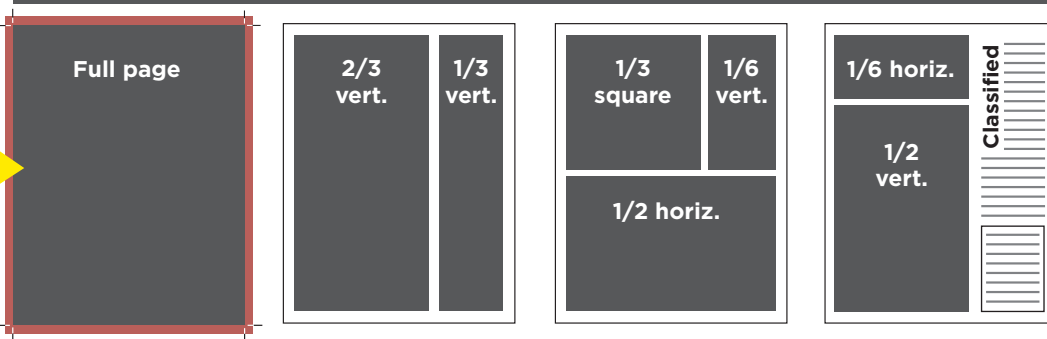 Full page
2/3
vert.
1/3
vert.
1/3
square
1/6
vert.
1/2 horiz.
1/6 horiz.
1/2
vert.
Classified